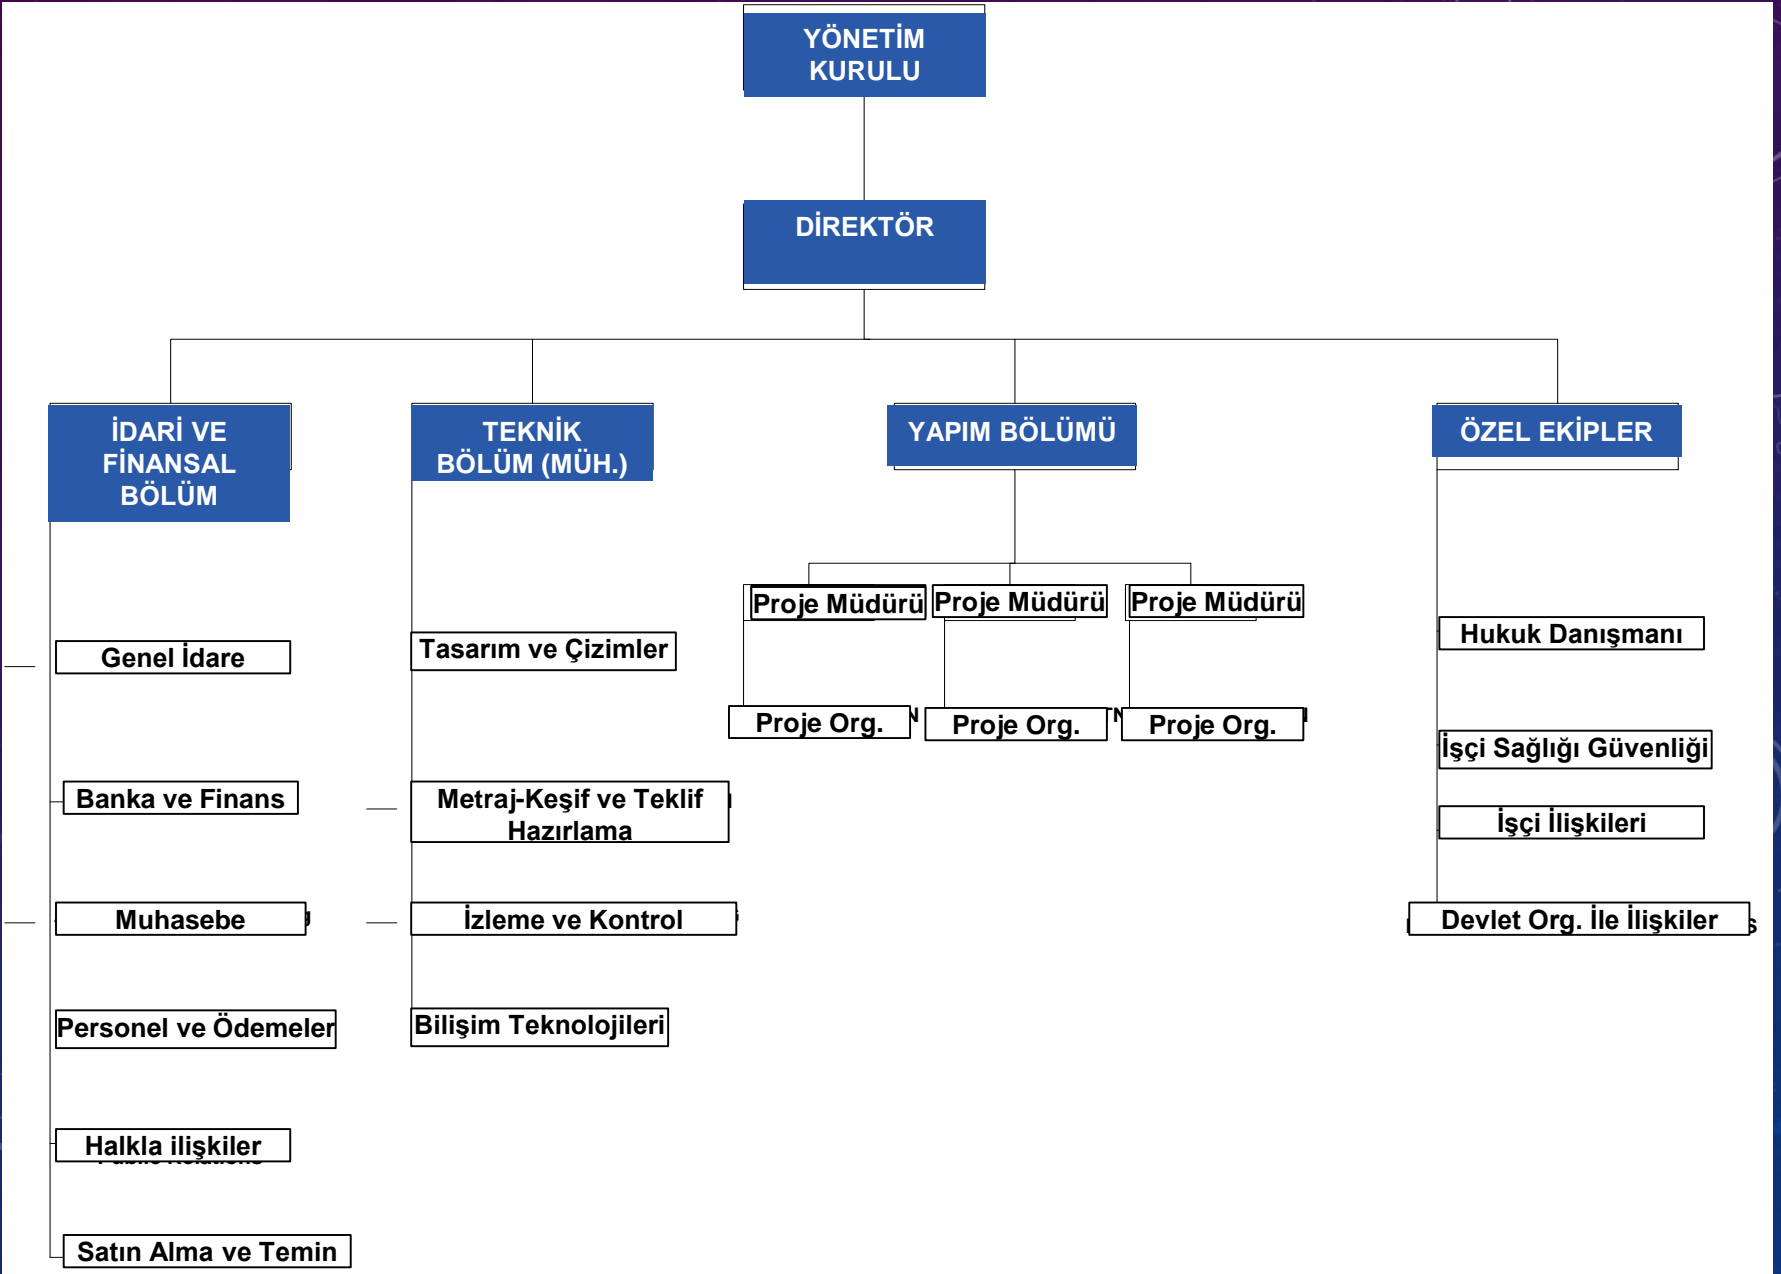 YÖNETİM
KURULU
DİREKTÖR
İDARİ VE
FİNANSAL
BÖLÜM
TEKNİK
BÖLÜM (MÜH.)
YAPIM BÖLÜMÜ
ÖZEL EKİPLER
Genel İdare
Banka ve Finans
Muhasebe
Personel ve Ödemeler
Halkla ilişkiler
Satın Alma ve Temin
Tasarım ve Çizimler
Metraj-Keşif ve Teklif
Hazırlama
İzleme ve Kontrol
Bilişim Teknolojileri
Proje Müdürü
Proje Müdürü
Proje Müdürü
Proje Org.
Proje Org.
Proje Org.
Hukuk Danışmanı
İşçi Sağlığı Güvenliği
İşçi İlişkileri
Devlet Org. İle İlişkiler